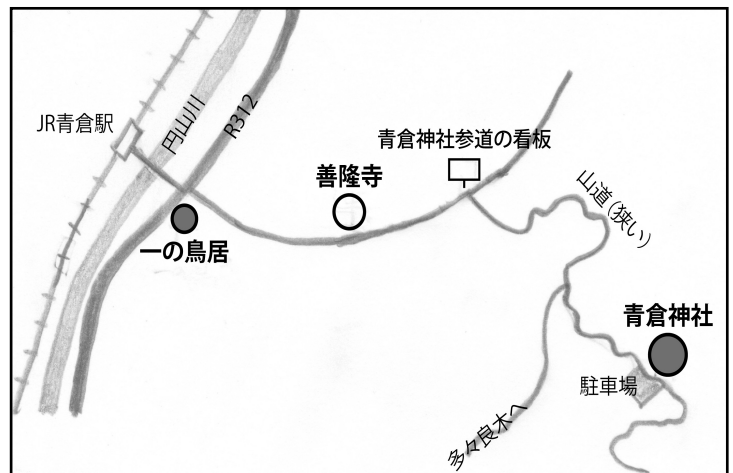 JR青倉駅
円山川
R312
一の鳥居
善隆寺
青倉神社参道の看板
山道(狭い)
青倉神社
駐車場
多々良木へ